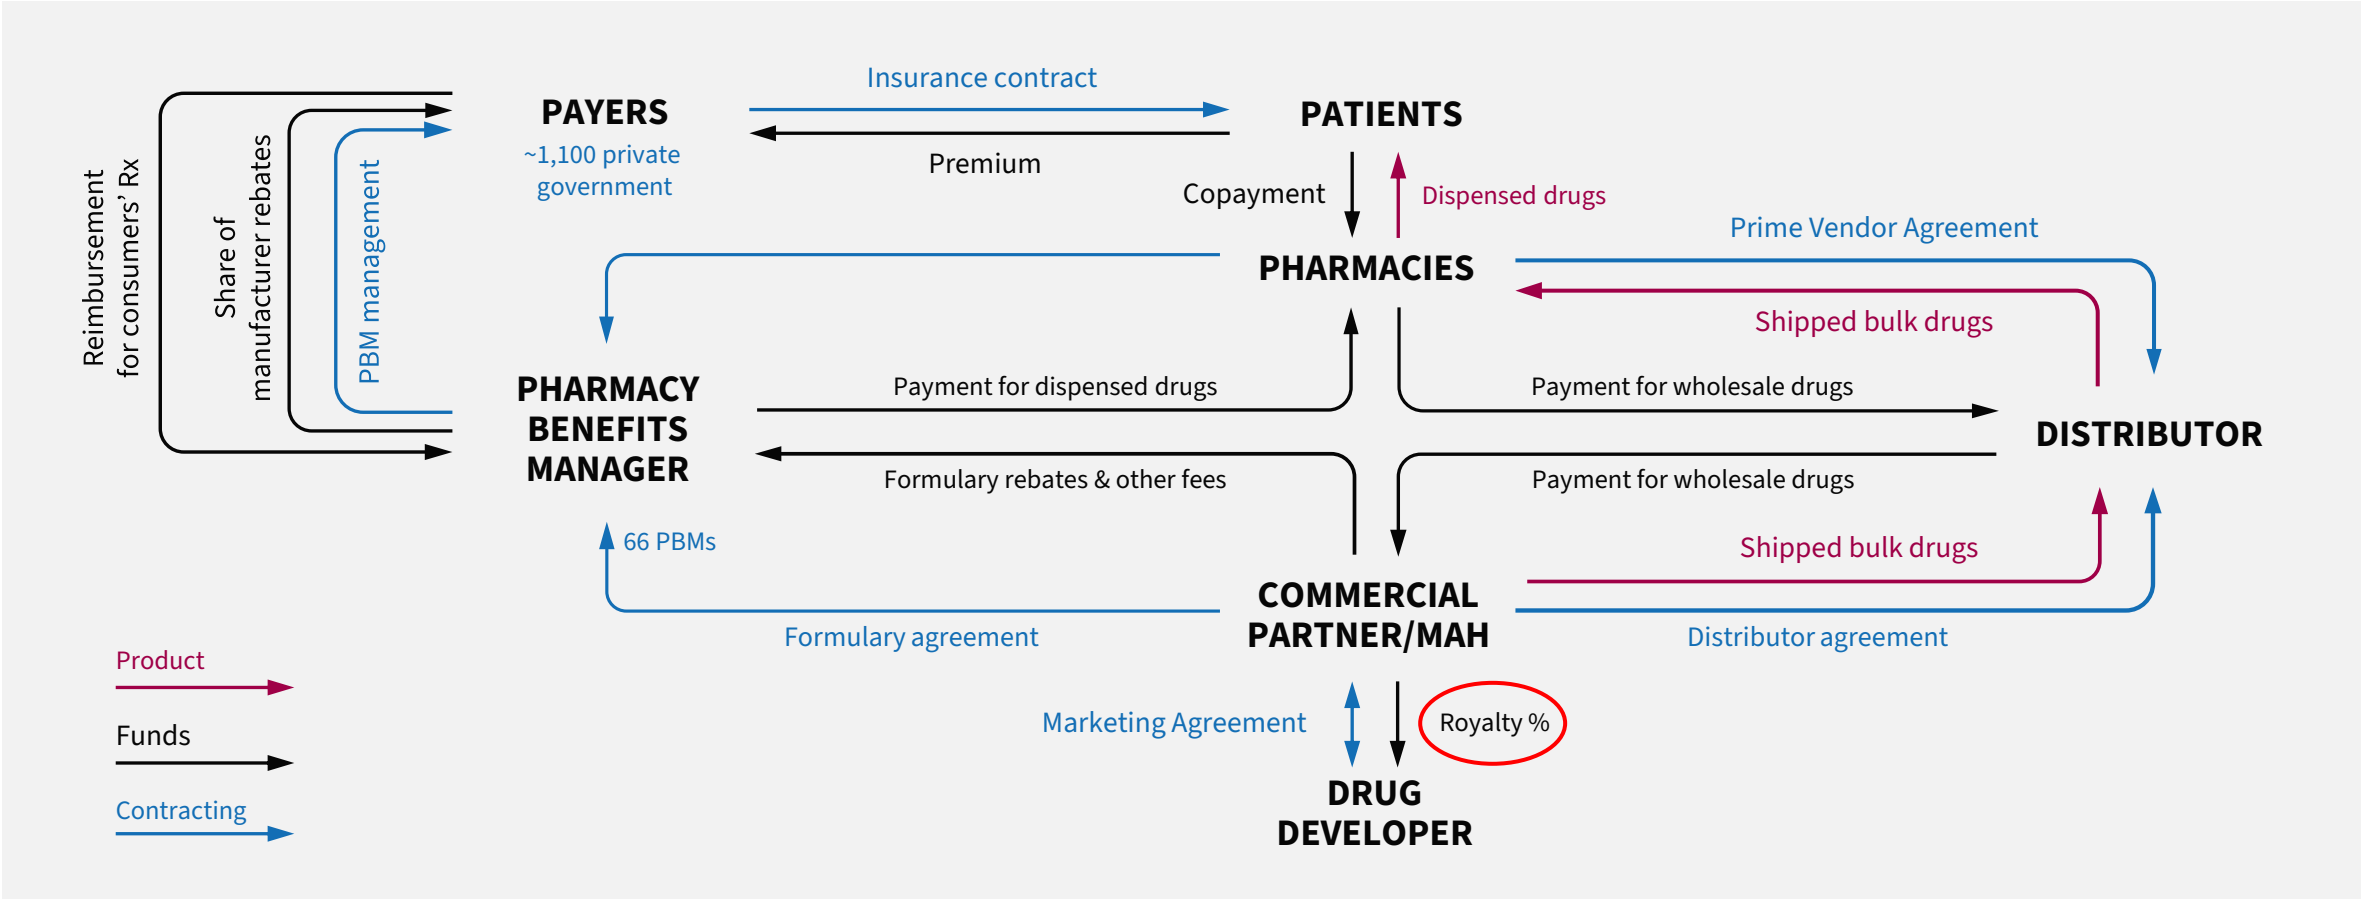 Insurance contract
PAYERS
PATIENTS
~1,100 private
government
Premium
Copayment
Dispensed drugs
Reimbursement
for consumers’ Rx
Share of
manufacturer rebates
PBM management
Prime Vendor Agreement
PHARMACIES
Shipped bulk drugs
PHARMACY
BENEFITS
MANAGER
Payment for dispensed drugs
Payment for wholesale drugs
DISTRIBUTOR
Formulary rebates & other fees
Payment for wholesale drugs
66 PBMs
Shipped bulk drugs
COMMERCIAL
PARTNER/MAH
Formulary agreement
Distributor agreement
Product
Funds
Contracting
Marketing Agreement
Royalty %
DRUG
DEVELOPER